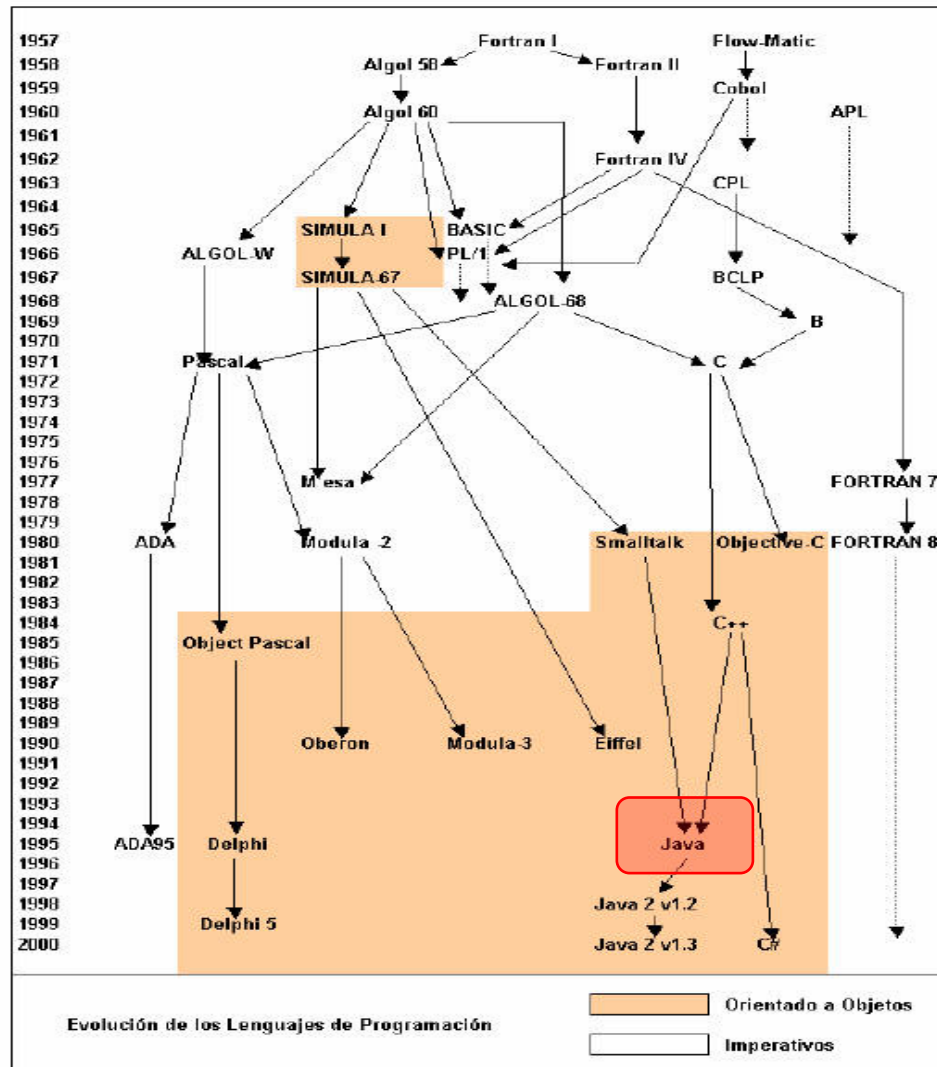 1957 Fortran I Flow-Matic
1958 Algol 58 Fortran II
1959 Cobol
1960 Algol 60 APL
1961
1962 Fortran IV
1963 CPL
1964
1965 SIMULA I BASIC
1966 ALGOL-W PL/1
1967 SIMULA-67 BCLP
1968 ALGOL-68
1969 B
1970
1971 Pascal C
1972
1973
1974
1975
1976
1977 Mesa FORTRAN 7
1978
1979
1980 ADA Modula -2 Smalltalk Objective-C FORTRAN 8
1981
1982
1983
1984 C++
1985 Object Pascal
1986
1987
1988
1989
1990 Oberon Modula-3 Eiffel
1991
1992
1993
1994
1995 ADA95 Delphi Java
1996
1997
1998 Java 2 v1.2
1999 Delphi 5
2000 Java 2 v1.3 C#
Evolución de los Lenguajes de Programación
Orientado a Objetos
Imperativos